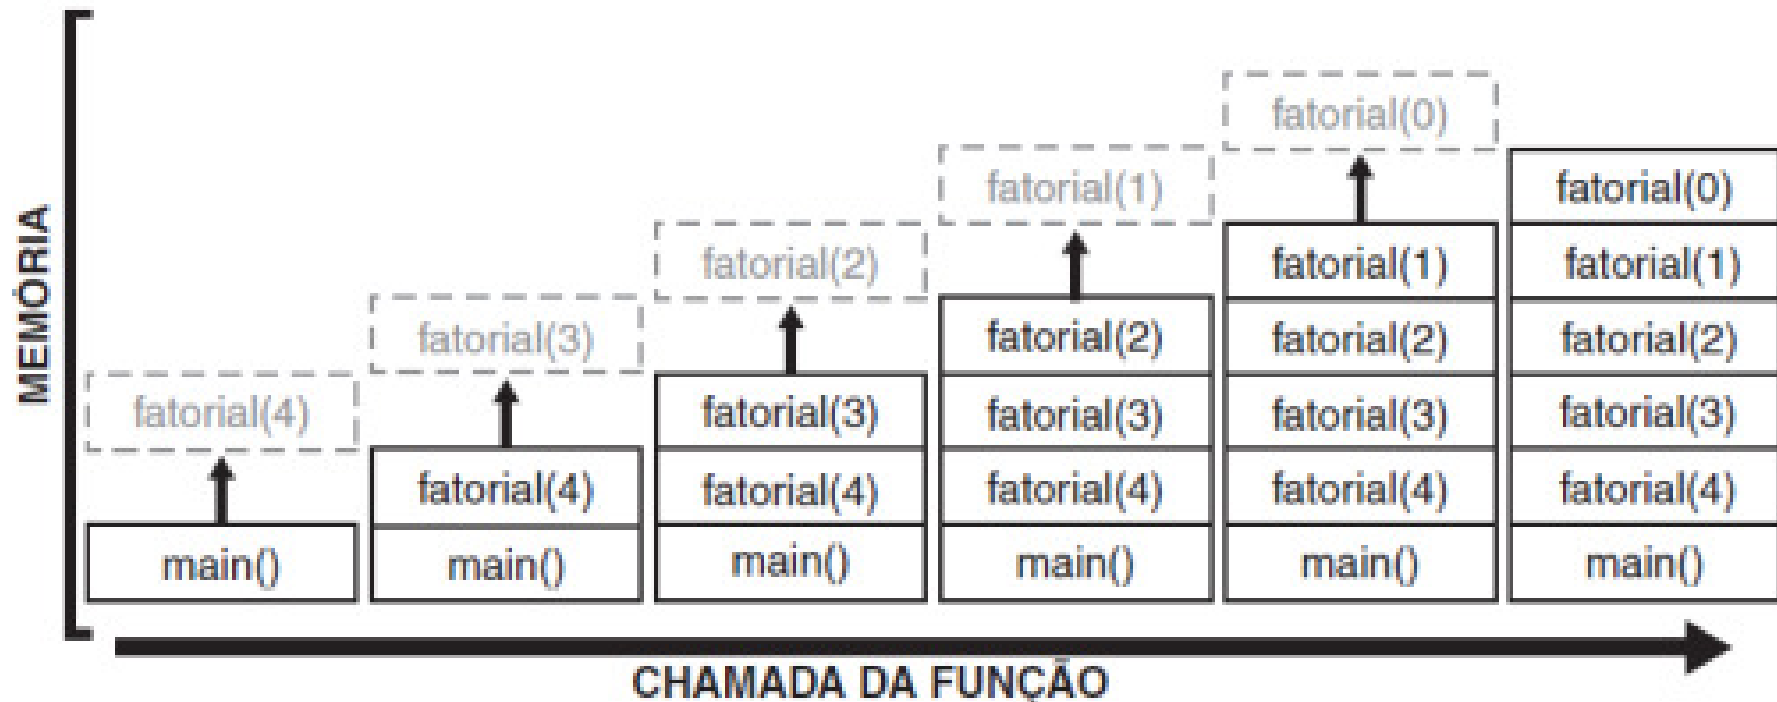 MEMÓRIA
fatorial(4)
main()
fatorial(3)
fatorial(4)
main()
fatorial(2)
fatorial(3)
fatorial(4)
main()
fatorial(1)
fatorial(2)
fatorial(3)
fatorial(4)
main()
fatorial(0)
fatorial(1)
fatorial(2)
fatorial(3)
fatorial(4)
main()
fatorial(0)
fatorial(1)
fatorial(2)
fatorial(3)
fatorial(4)
main()
CHAMADA DA FUNÇÃO